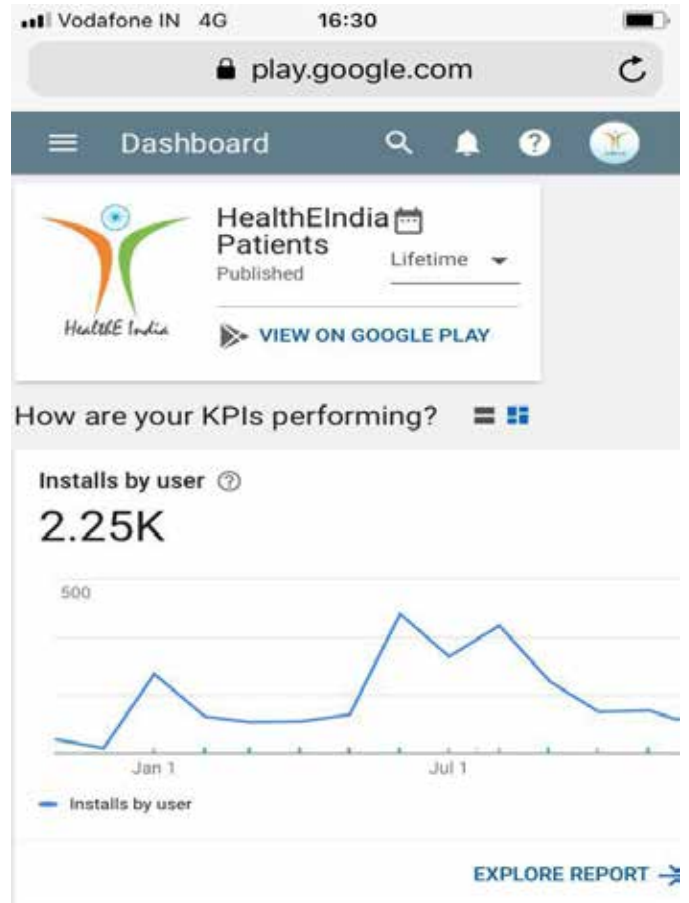 Vodafone IN 4G 16:30
play.google.com
Dashboard
HealthEIndia
Patients
Published
Lifetime
HealthE India
VIEW ON GOOGLE PLAY
How are your KPIs performing?
Installs by user
2.25K
500
Jan 1 Jul 1
Installs by user
EXPLORE REPORT